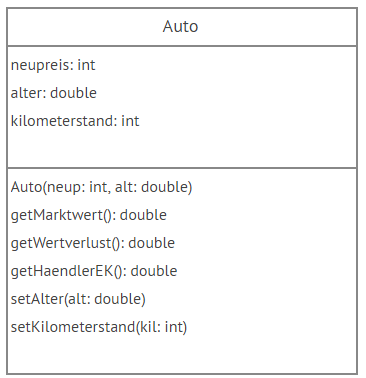 Auto
neupreis: int
alter: double
kilometerstand: int
Auto(neup: int, alt: double)
getMarktwert(): double
getWertverlust(): double
getHaendlerEK(): double
setAlter(alt: double)
setKilometerstand(kil: int)